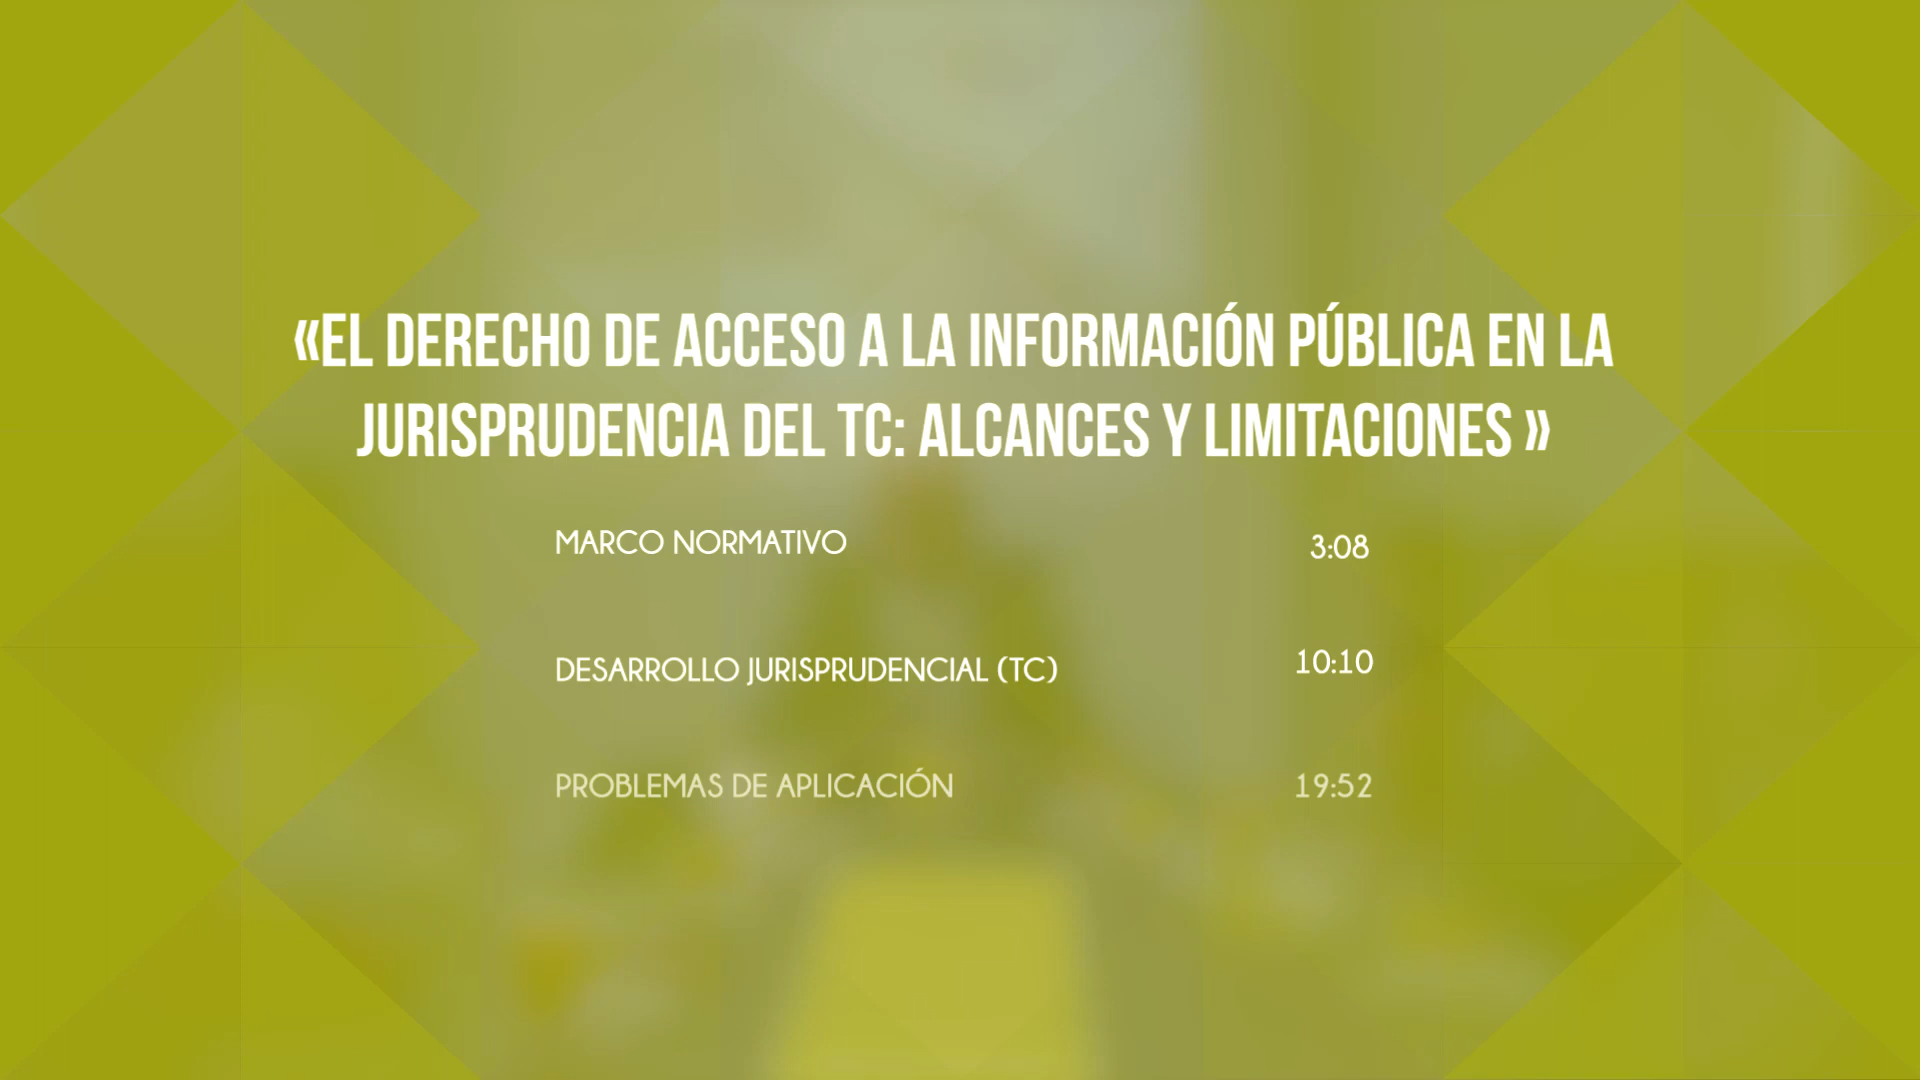 «EL DERECHO DE ACCESO A LA INFORMACIÓN PÚBLICA EN LA
JURISPRUDENCIA DEL TC: ALCANCES Y LIMITACIONES »
MARCO NORMATIVO 3:08
DESARROLLO JURISPRUDENCIAL (TC) 10:10
PROBLEMAS DE APLICACIÓN 19:52